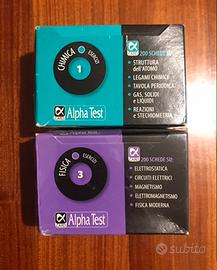 CHIMICA
ESERCIZI
1
Alpha Test
200 SCHEDE SU:
• STRUTTURA
dell'ATOMO
• LEGAMI CHIMICI
• TAVOLA PERIODICA
• GAS, SOLIDI
e LIQUIDI
• REAZIONI
e STECHIOMETRIA
FISICA
ESERCIZI
3
Alpha Test
200 SCHEDE SU:
• ELETTROSTATICA
• CIRCUITI ELETTRICI
• MAGNETISMO
• ELETTROMAGNETISMO
• FISICA MODERNA
subito